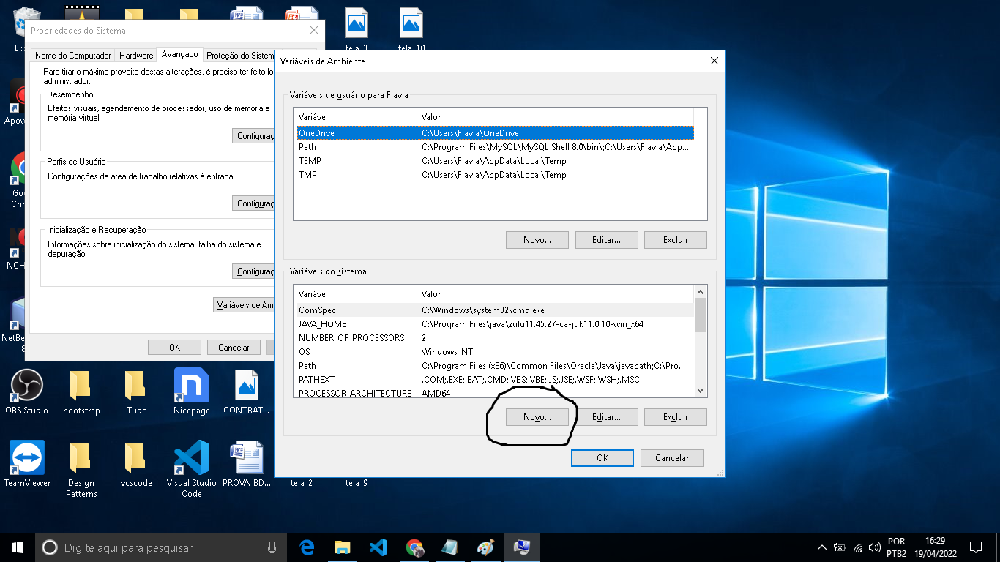 Propriedades do Sistema
Nome do Computador
Hardware
Avançado
Proteção do Sistem
Para tirar o máximo proveito destas alterações, é preciso ter feito lo
administrador.
Desempenho
Efeitos visuais, agendamento de processador, uso de memória e
memória virtual
Configuraç
Perfis de Usuário
Configurações da área de trabalho relativas à entrada
Configuraç
Inicialização e Recuperação
Informações sobre inicialização do sistema, falha do sistema e
depuração
Configuraç
Variáveis de Am
OK
Cancelar
Variáveis de Ambiente
Variáveis de usuário para Flavia
Variável Valor
OneDrive C:\Users\Flavia\OneDrive
Path C:\Program Files\MySQL\MySQL Shell 8.0\bin\;C:\Users\Flavia\App...
TEMP C:\Users\Flavia\AppData\Local\Temp
TMP C:\Users\Flavia\AppData\Local\Temp
Novo... Editar... Excluir
Variáveis do sistema
Variável Valor
ComSpec C:\Windows\system32\cmd.exe
JAVA_HOME C:\Program Files\java\zulu11.45.27-ca-jdk11.0.10-win_x64
NUMBER_OF_PROCESSORS 2
OS Windows_NT
Path C:\Program Files (x86)\Common Files\Oracle\Java\javapath;C:\Pro...
PATHEXT .COM;.EXE;.BAT;.CMD;.VBS;.VBE;.JS;.JSE;.WSF;.WSH;.MSC
PROCESSOR_ARCHITECTURE AMD64
Novo... Editar... Excluir
OK Cancelar
Lix
tela_3
tela_10
Apow
Goo
Chr
NCH
NetBe
8
OBS Studio
bootstrap
Tudo
Nicepage
CONTRAT...
TeamViewer
Design
Patterns
vcscode
Visual Studio
Code
PROVA_BD...
tela_2
tela_9
Digite aqui para pesquisar
POR
PTB2
16:29
19/04/2022